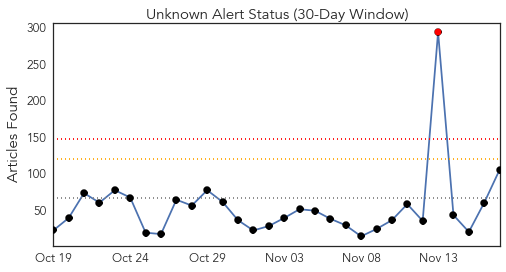 Unknown Alert Status (30-Day Window)
300
250
200
150
100
50
Articles Found
Oct 19 Oct 24 Oct 29 Nov 03 Nov 08 Nov 13